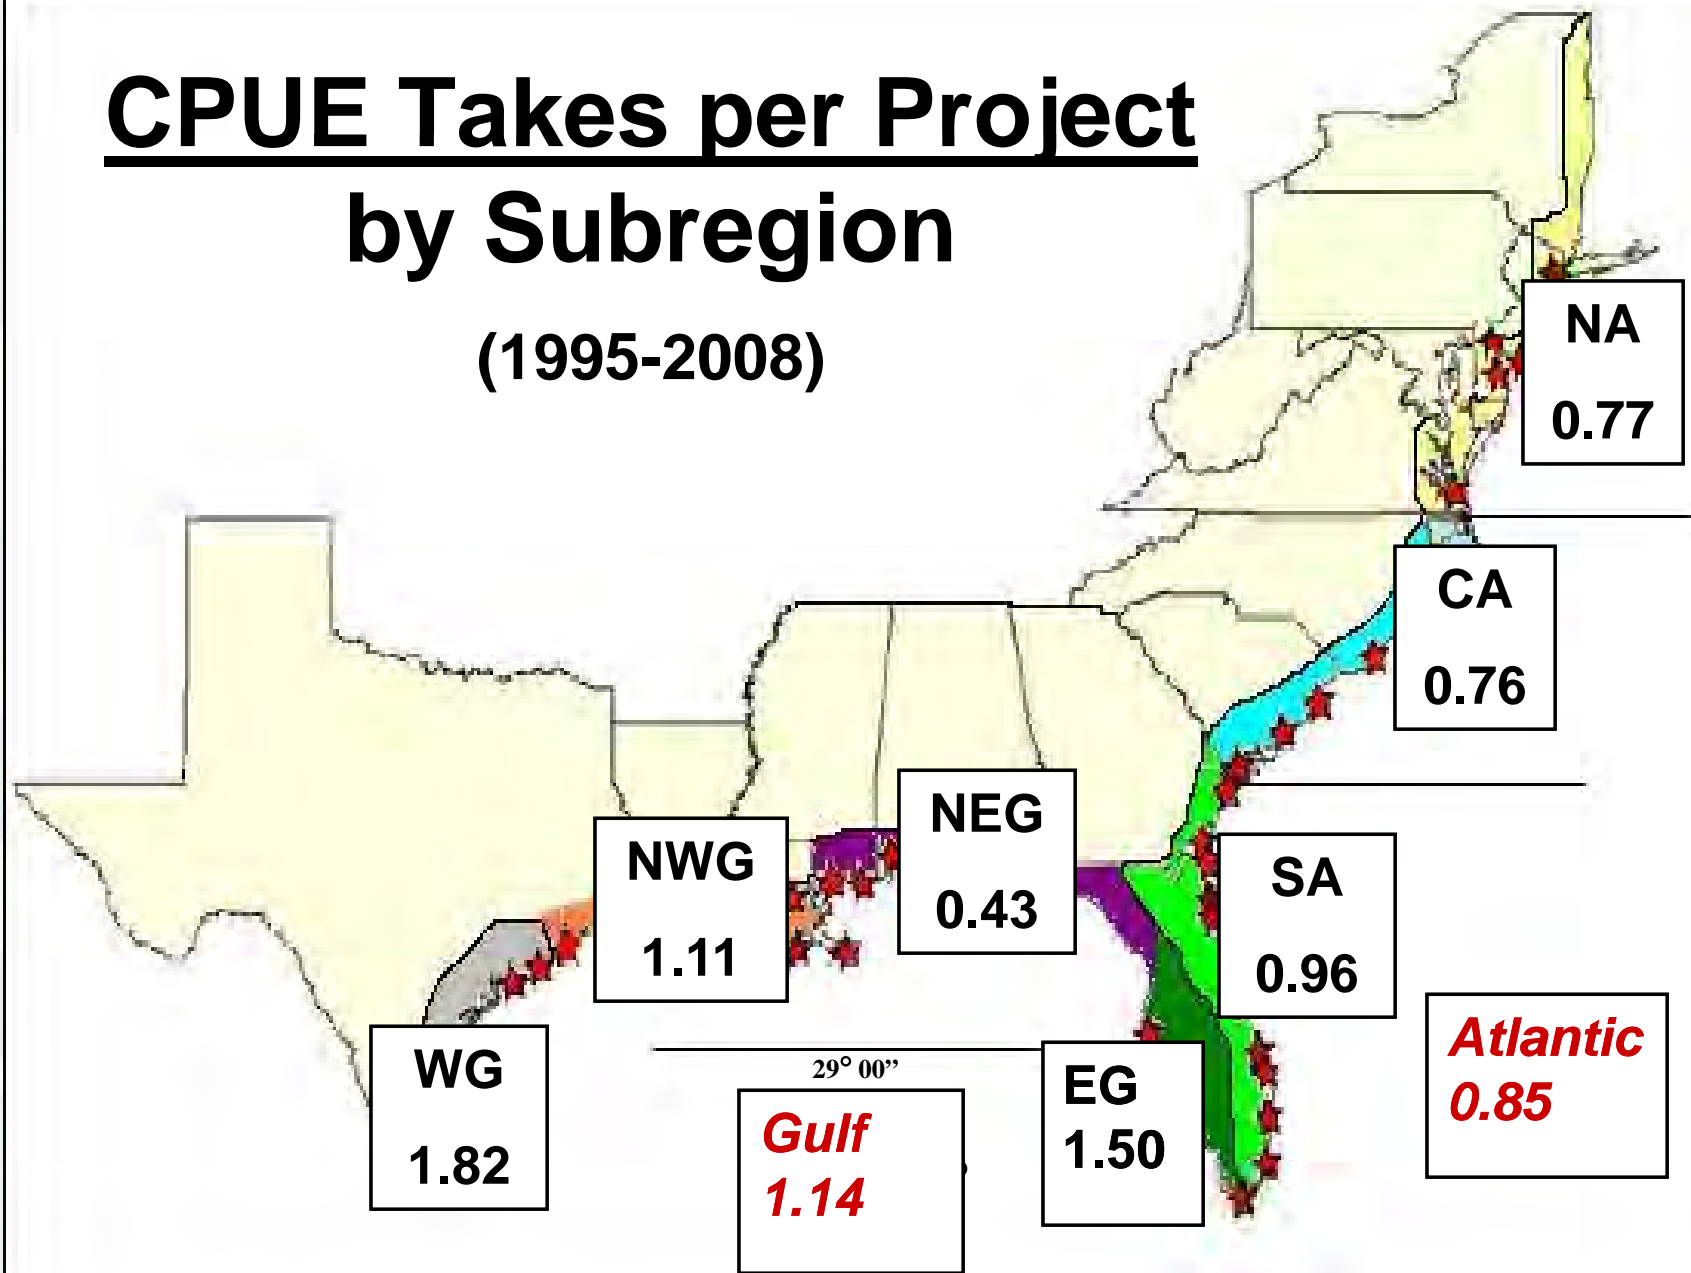 CPUE Takes per Project
by Subregion
(1995-2008)
NA
0.77
CA
0.76
NEG
0.43
NWG
1.11
SA
0.96
WG
1.82
29° 00”
EG
1.50
Gulf
1.14
Atlantic
0.85